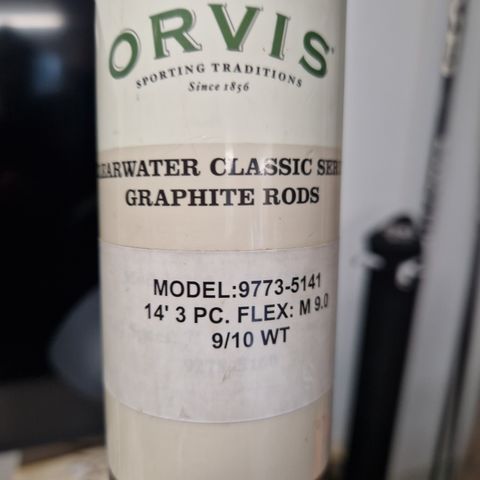 ORVIS
SPORTING TRADITIONS
Since 1856
CLASSIC
GRAPHITE RODS
MODEL:9773-5141
14' 3 PC. FLEX: M 9.0
9/10 WT